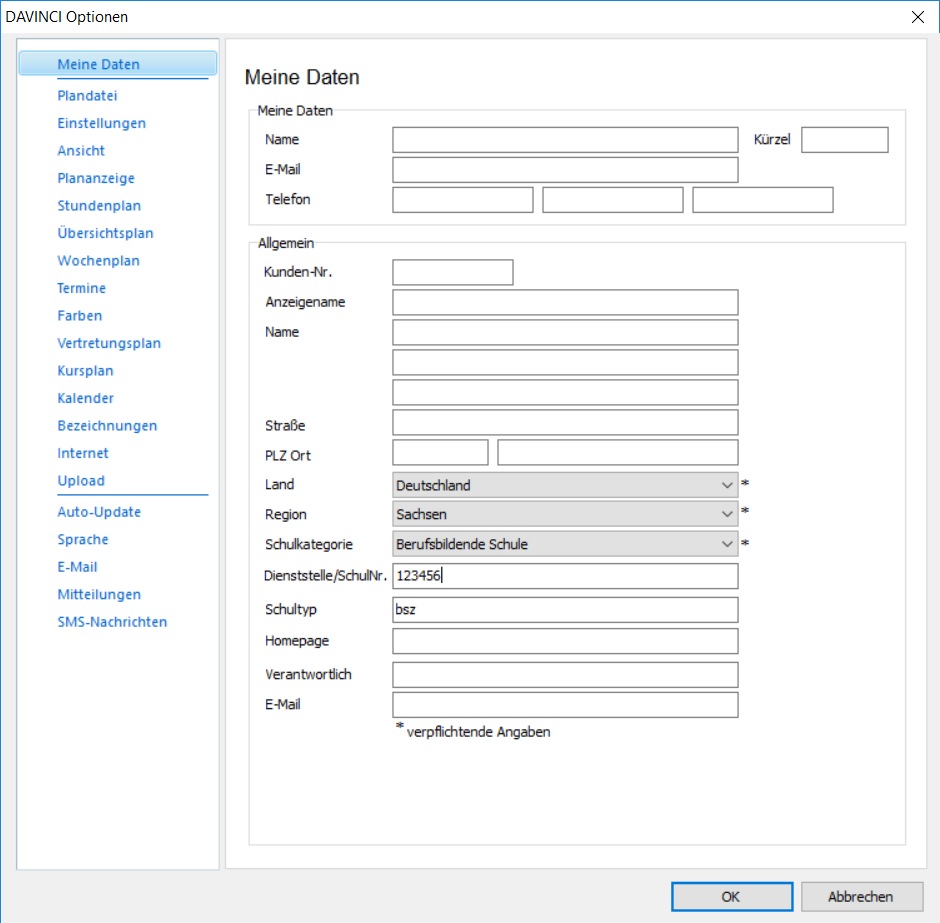 DAVINCI Optionen
Meine Daten
Plandatei
Einstellungen
Ansicht
Plananzeige
Stundenplan
Übersichtsplan
Wochenplan
Termine
Farben
Vertretungsplan
Kursplan
Kalender
Bezeichnungen
Internet
Upload
Auto-Update
Sprache
E-Mail
Mitteilungen
SMS-Nachrichten
Meine Daten
Meine Daten
Name Kürzel
E-Mail
Telefon
Allgemein
Kunden-Nr.
Anzeigename
Name
Straße
PLZ Ort
Land Deutschland *
Region Sachsen *
Schulkategorie Berufsbildende Schule *
Dienststelle/SchulNr. 123456
Schultyp bsz
Homepage
Verantwortlich
E-Mail
* verpflichtende Angaben
OK Abbrechen